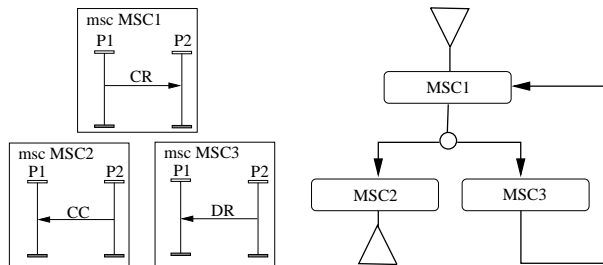 msc MSC1
P1 P2
CR
msc MSC2
P1 P2
CC
msc MSC3
P1 P2
DR
MSC1
MSC2 MSC3